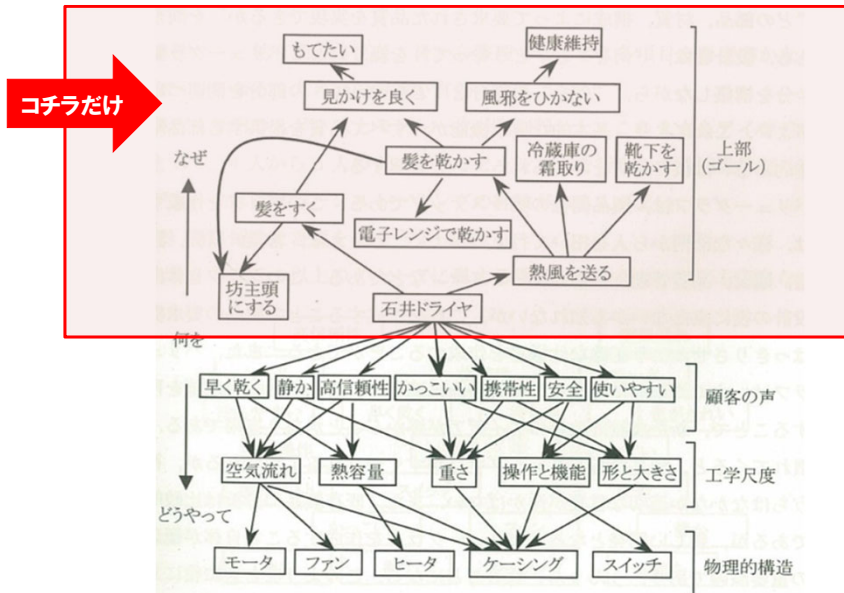 もてたい
健康維持
コチラだけ
見かけを良く
風邪をひかない
なぜ
髪を乾かす
冷蔵庫の
霜取り
靴下を
乾かす
上部
(ゴール)
髪をすく
電子レンジで乾かす
熱風を送る
坊主頭
にする
石井ドライヤ
何を
早く乾く
静か
高信頼性
かっこいい
携帯性
安全
使いやすい
顧客の声
空気流れ
熱容量
重さ
操作と機能
形と大きさ
工学尺度
どうやって
モータ
ファン
ヒータ
ケーシング
スイッチ
物理的構造